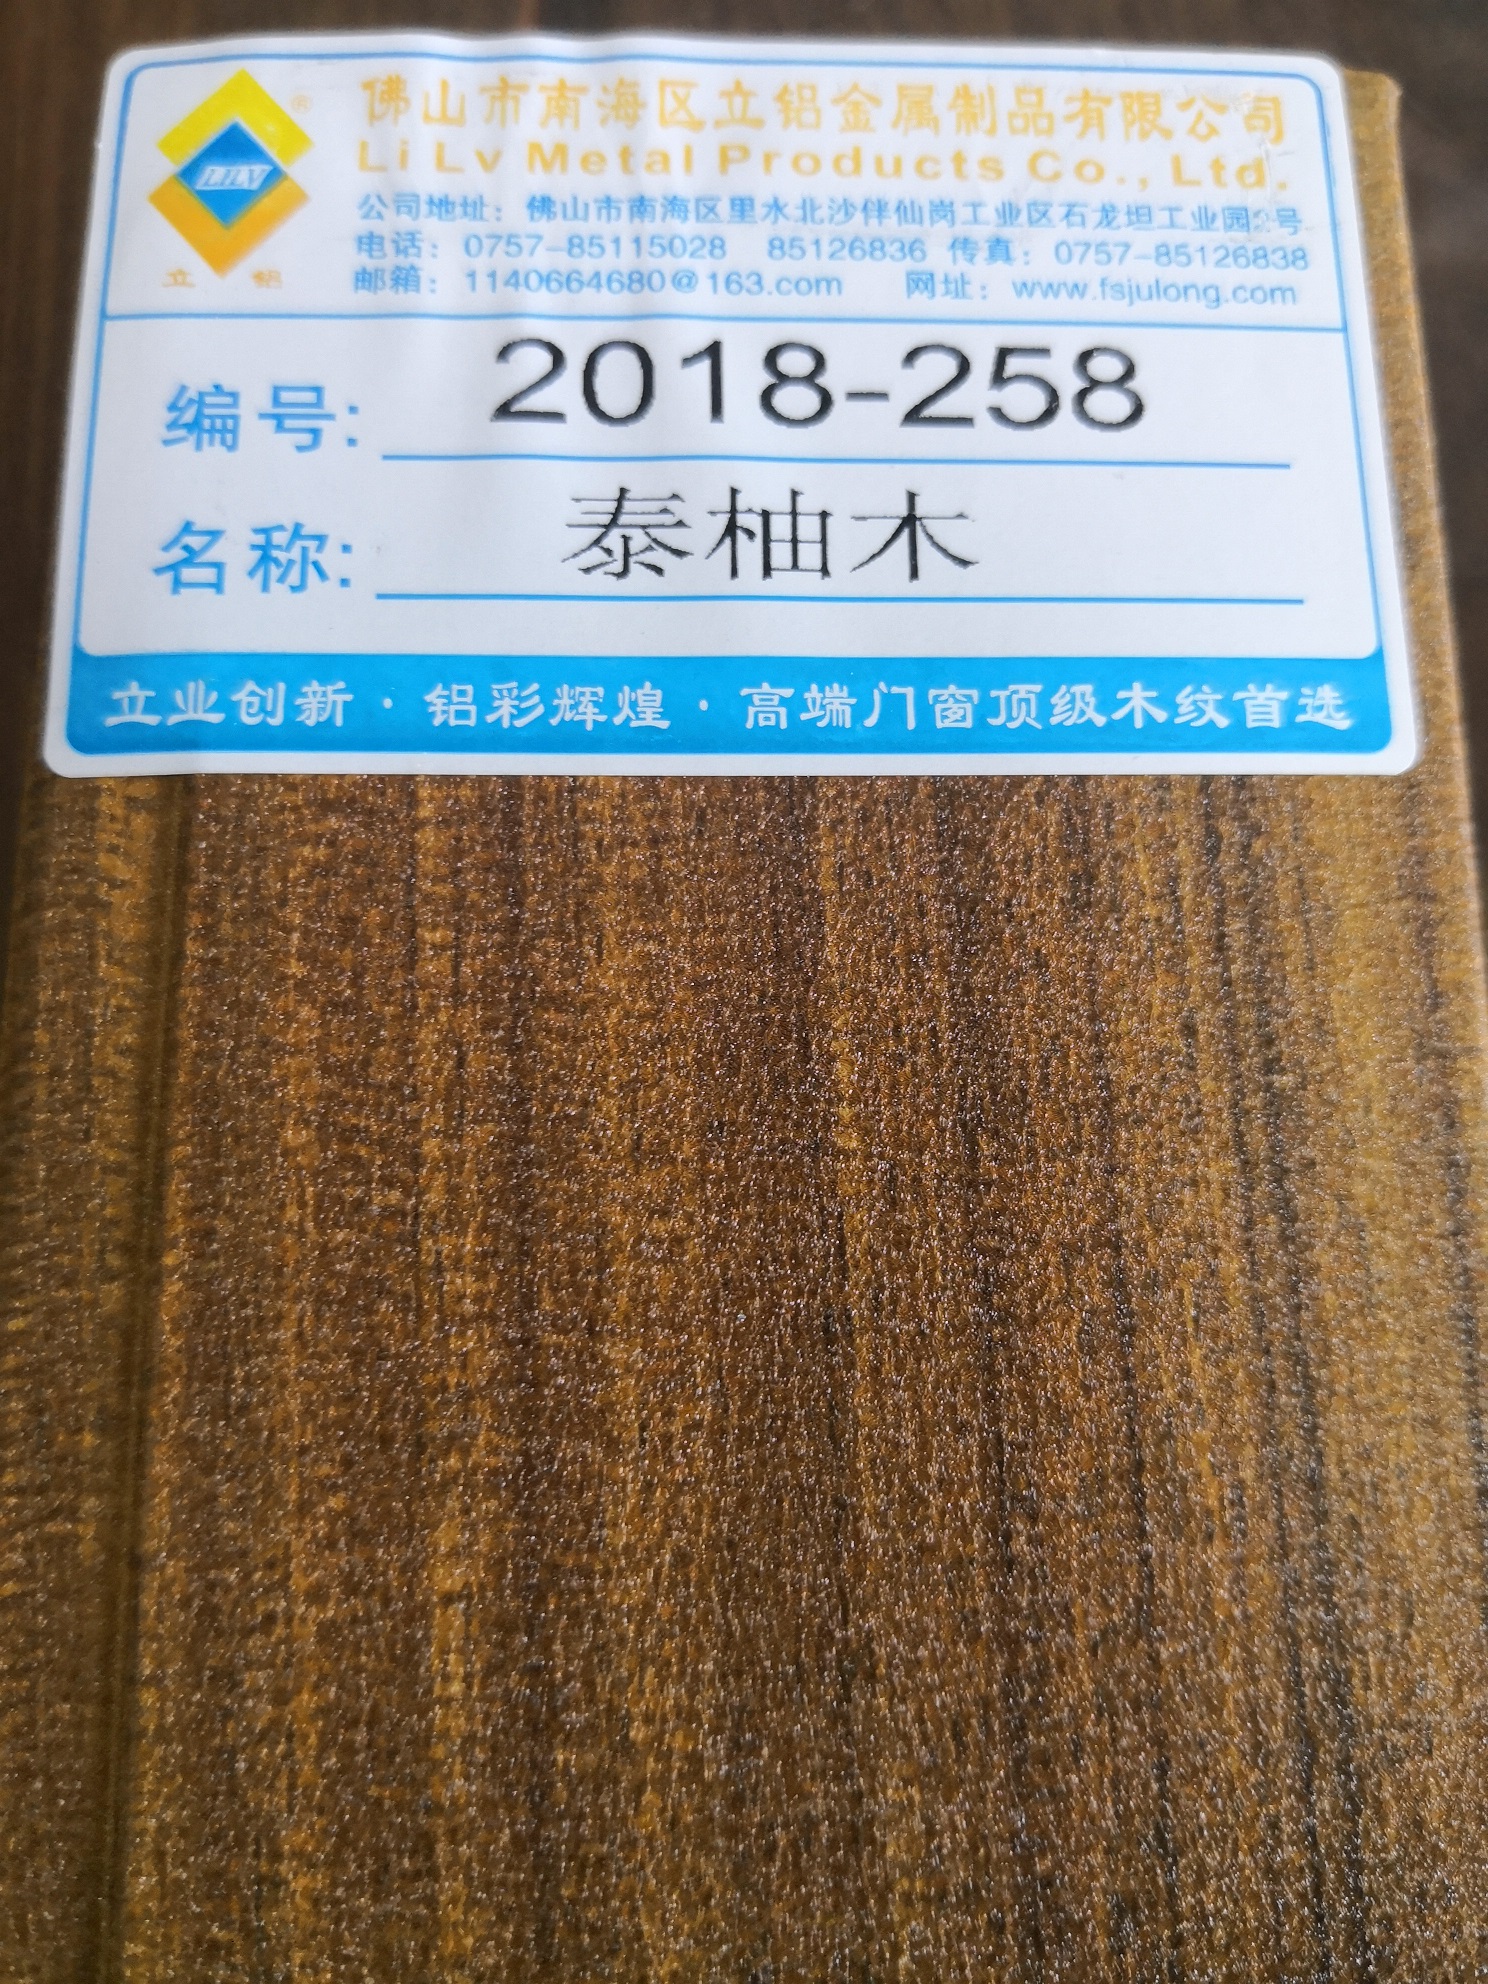 佛山市南海区立铝金属制品有限公司
Li Lv Metal Products Co., Ltd.
LILV
®
立 铝
公司地址：佛山市南海区里水北沙伴仙岗工业区石龙坦工业园 号
电话：0757-85115028 85126836 传真：0757-85126838
邮箱：1140664680@163.com 网址：www.fsjulong.com
编号: 2018-258
名称: 泰柚木
立业创新·铝彩辉煌·高端门窗顶级木纹首选